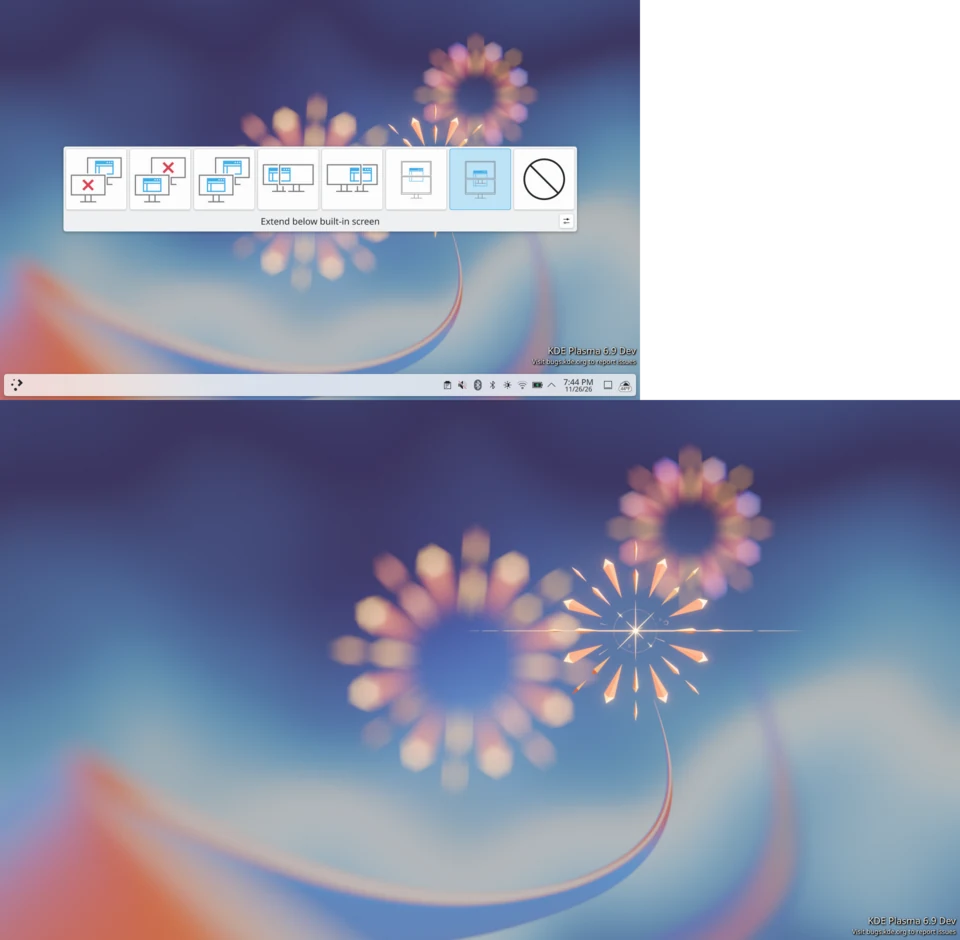 Extend below built-in screen
KDE Plasma 6.9 Dev
Visit bugs.kde.org to report issues
7:44 PM
11/26/26
KDE Plasma 6.9 Dev
Visit bugs.kde.org to report issues